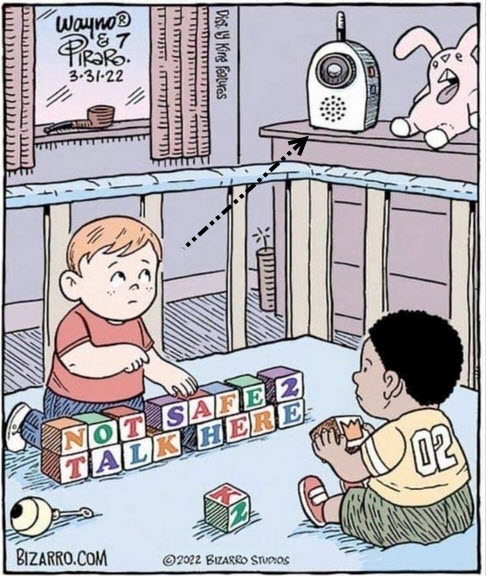 Wayno®
& 7
PiRARO.
3·31·22
Dist. by King Features
NOT SAFE 2
TALK HERE
02
K
2
BIZARRO.COM
©2022 BIZARRO STUDIOS